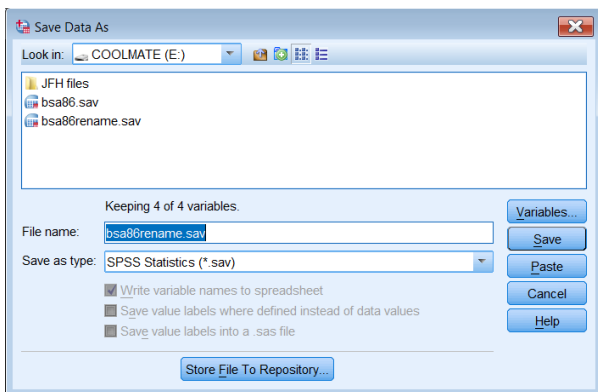 Save Data As
Look in: COOLMATE (E:)
JFH files
bsa86.sav
bsa86rename.sav
Keeping 4 of 4 variables.
Variables...
File name: bsa86rename.sav
Save
Save as type: SPSS Statistics (*.sav)
Paste
Write variable names to spreadsheet
Cancel
Save value labels where defined instead of data values
Help
Save value labels into a .sas file
Store File To Repository...